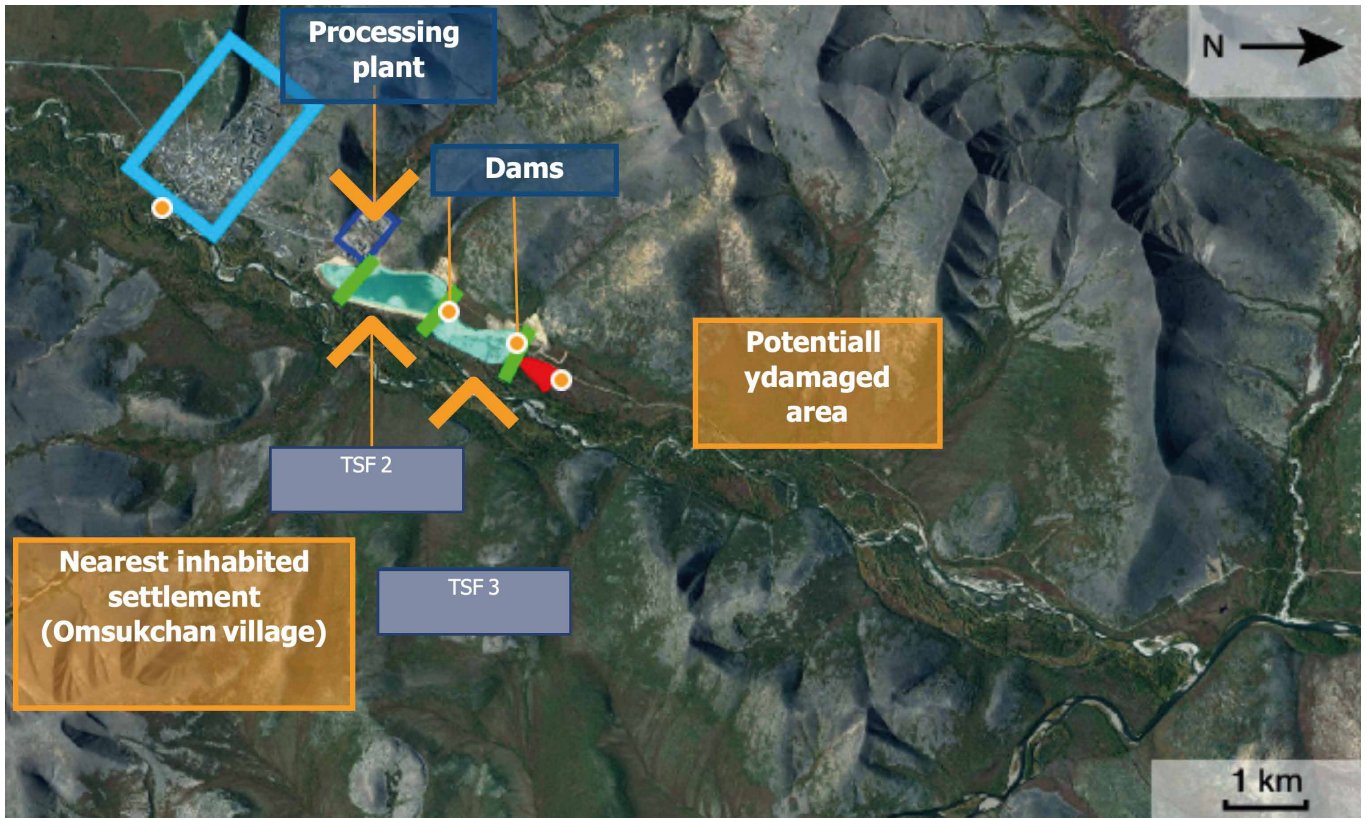 Processing
plant
N
Dams
Potentiall
ydamaged
area
TSF 2
Nearest inhabited
settlement
(Omsukchan village)
TSF 3
1 km